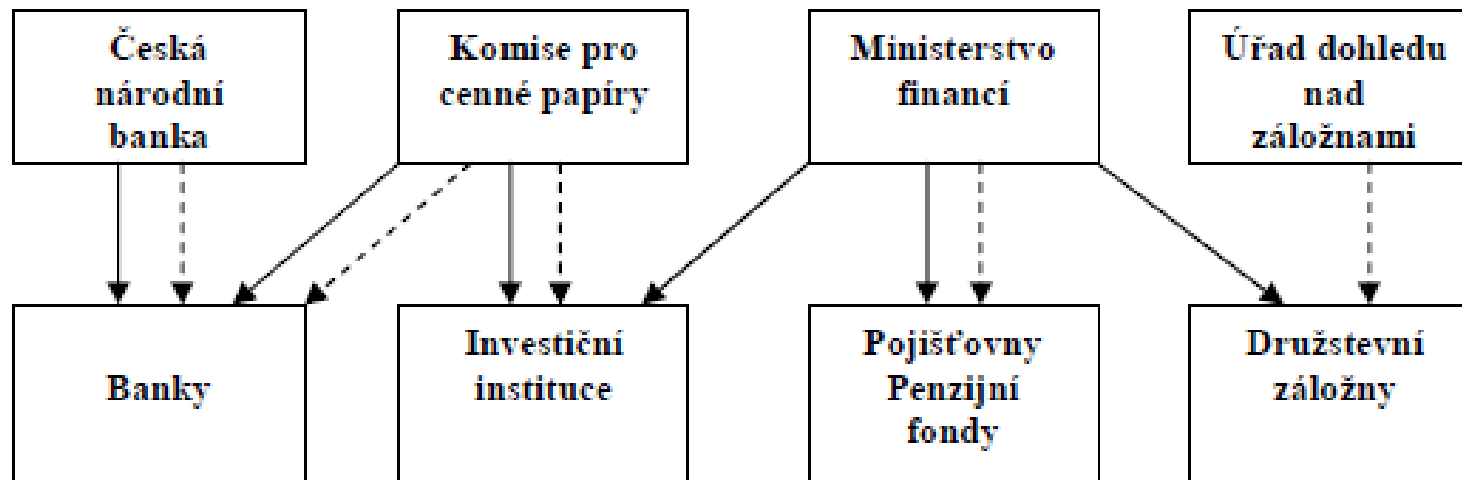 Česká
národní
banka
Komise pro
cenné papíry
Ministerstvo
financí
Úřad dohledu
nad
záložnami
Banky
Investiční
instituce
Pojišťovny
Penzijní
fondy
Družstevní
záložny